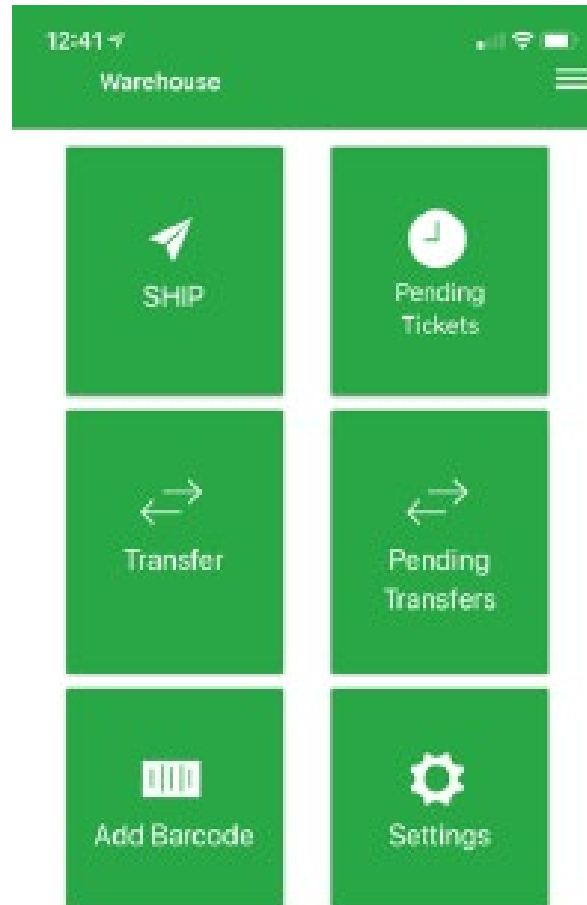 12:41
Warehouse
SHIP
Pending
Tickets
Transfer
Pending
Transfers
Add Barcode
Settings